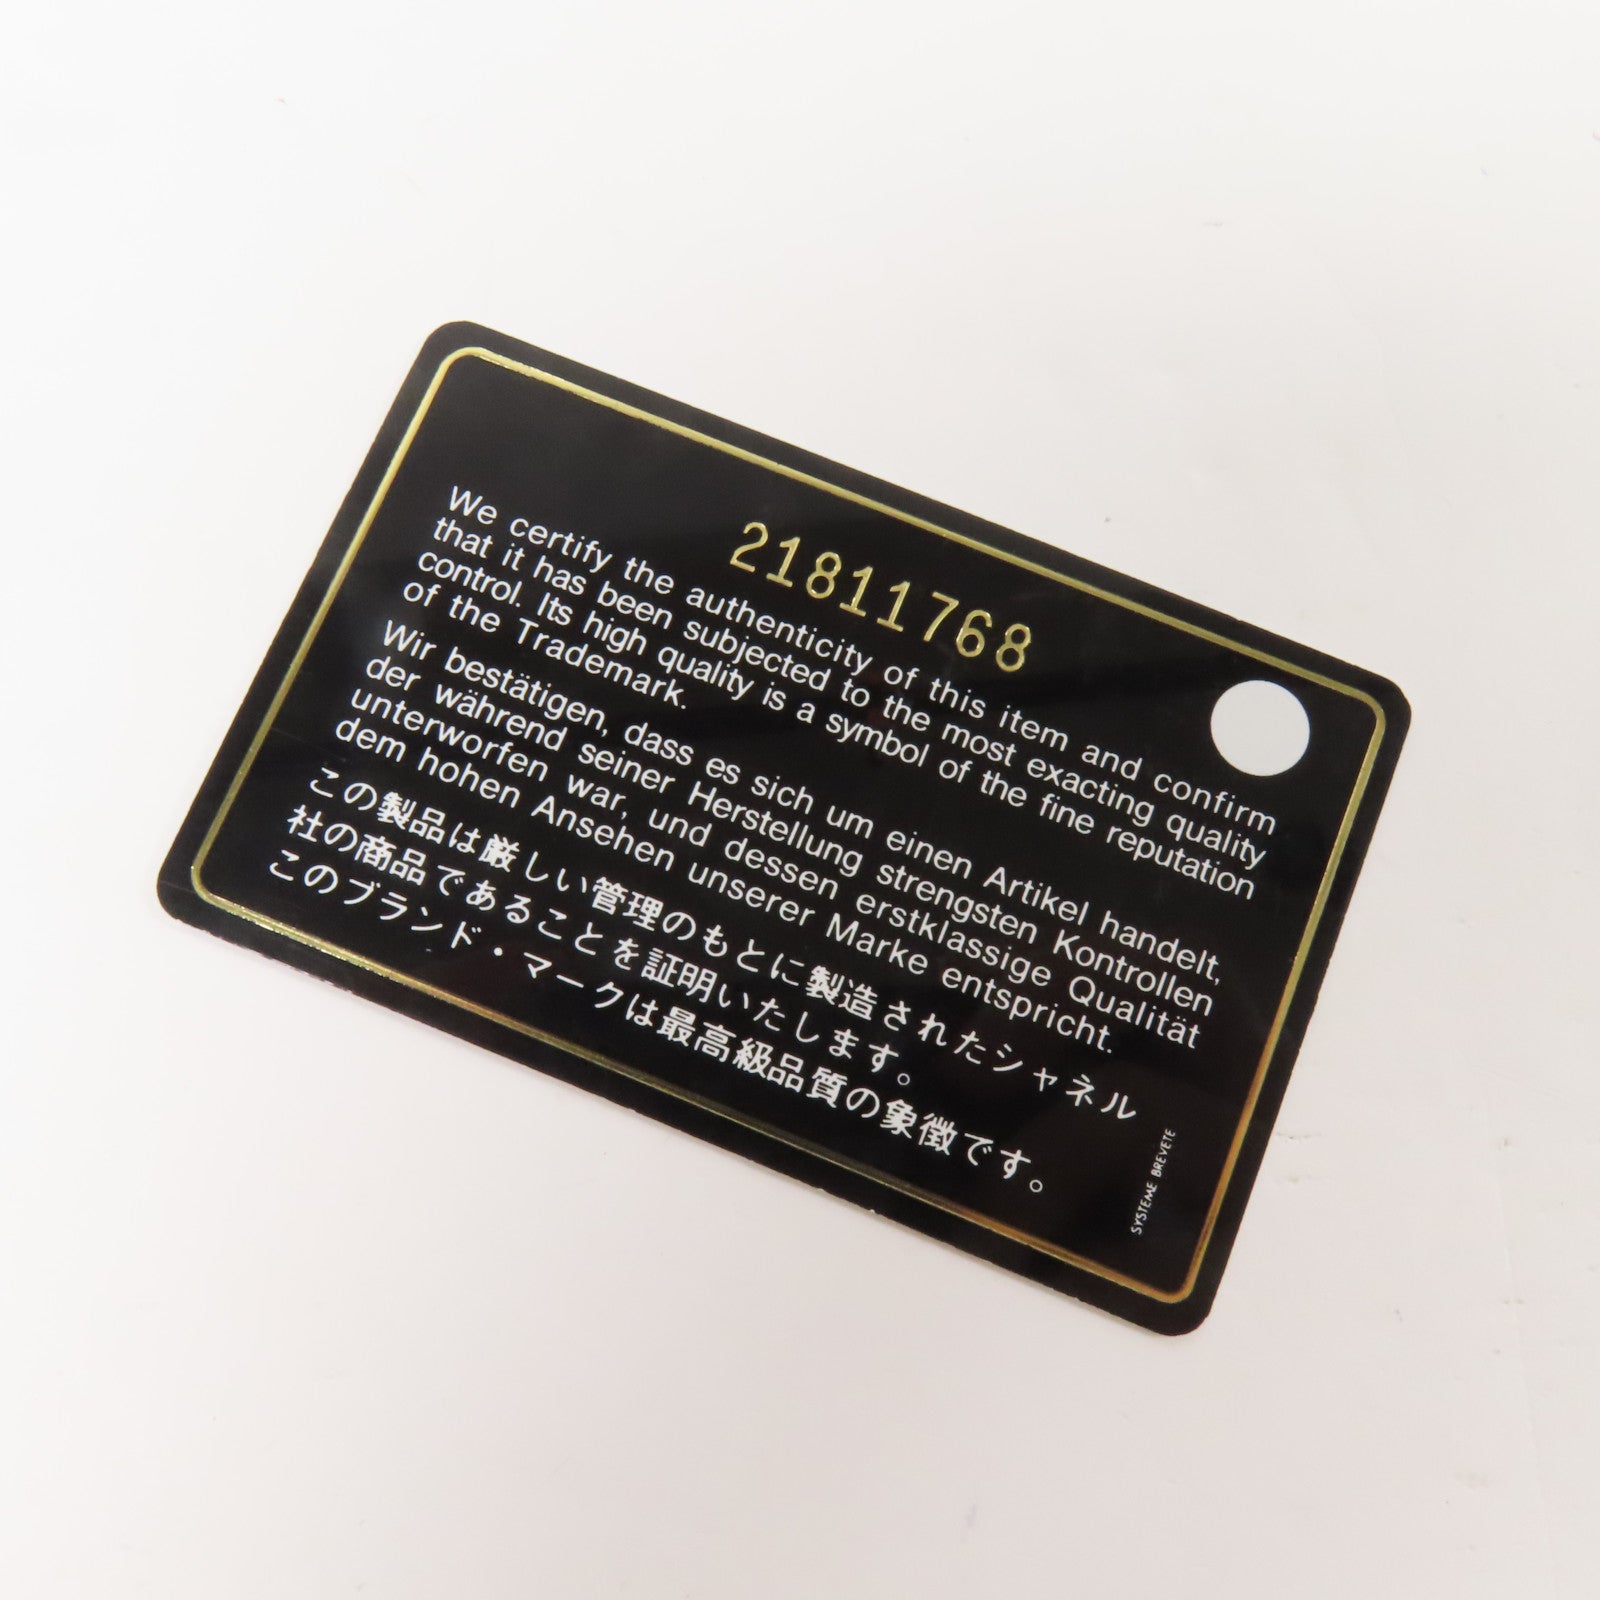 21811768
We certify the authenticity of this item and confirm
that it has been subjected to the most exacting quality
control. Its high quality is a symbol of the fine reputation
of the Trademark.
Wir bestätigen, dass es sich um einen Artikel handelt,
der während seiner Herstellung strengsten Kontrollen
unterworfen war, und dessen erstklassige Qualität
dem hohen Ansehen unserer Marke entspricht.
この製品は厳しい管理のもとに製造されたシャネル
社の商品であることを証明いたします。
このブランド・マークは最高級品質の象徴です。
SYSTEME BREVETE